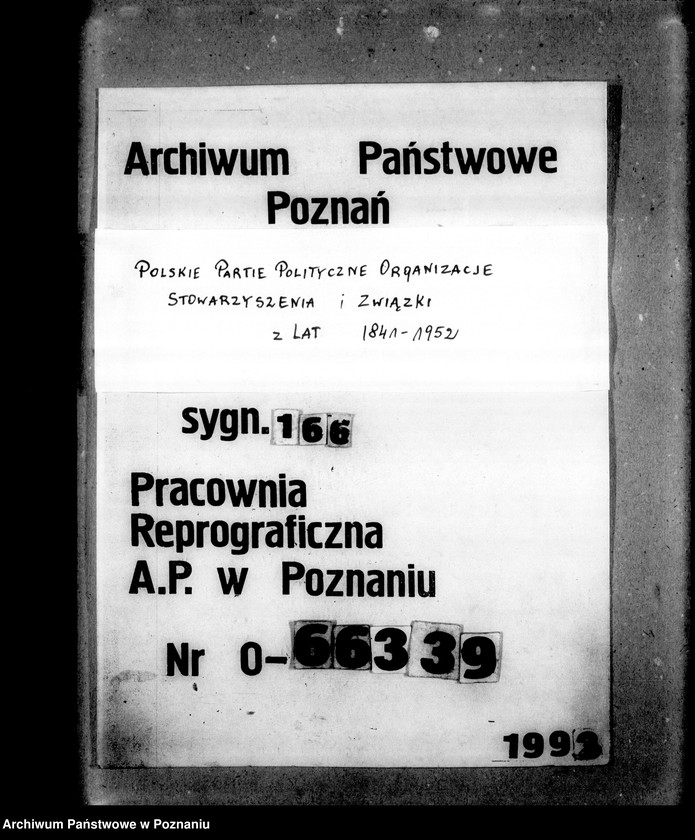 Archiwum Państwowe
Poznań
POLSKIE PARTIE POLITYCZNE ORGANIZACJE
STOWARZYSZENIA i ZWIĄZKI
z LAT 1841-1952
sygn. 166
Pracownia
Reprograficzna
A.P. w Poznaniu
Nr O-66339
1993
Archiwum Państwowe w Poznaniu